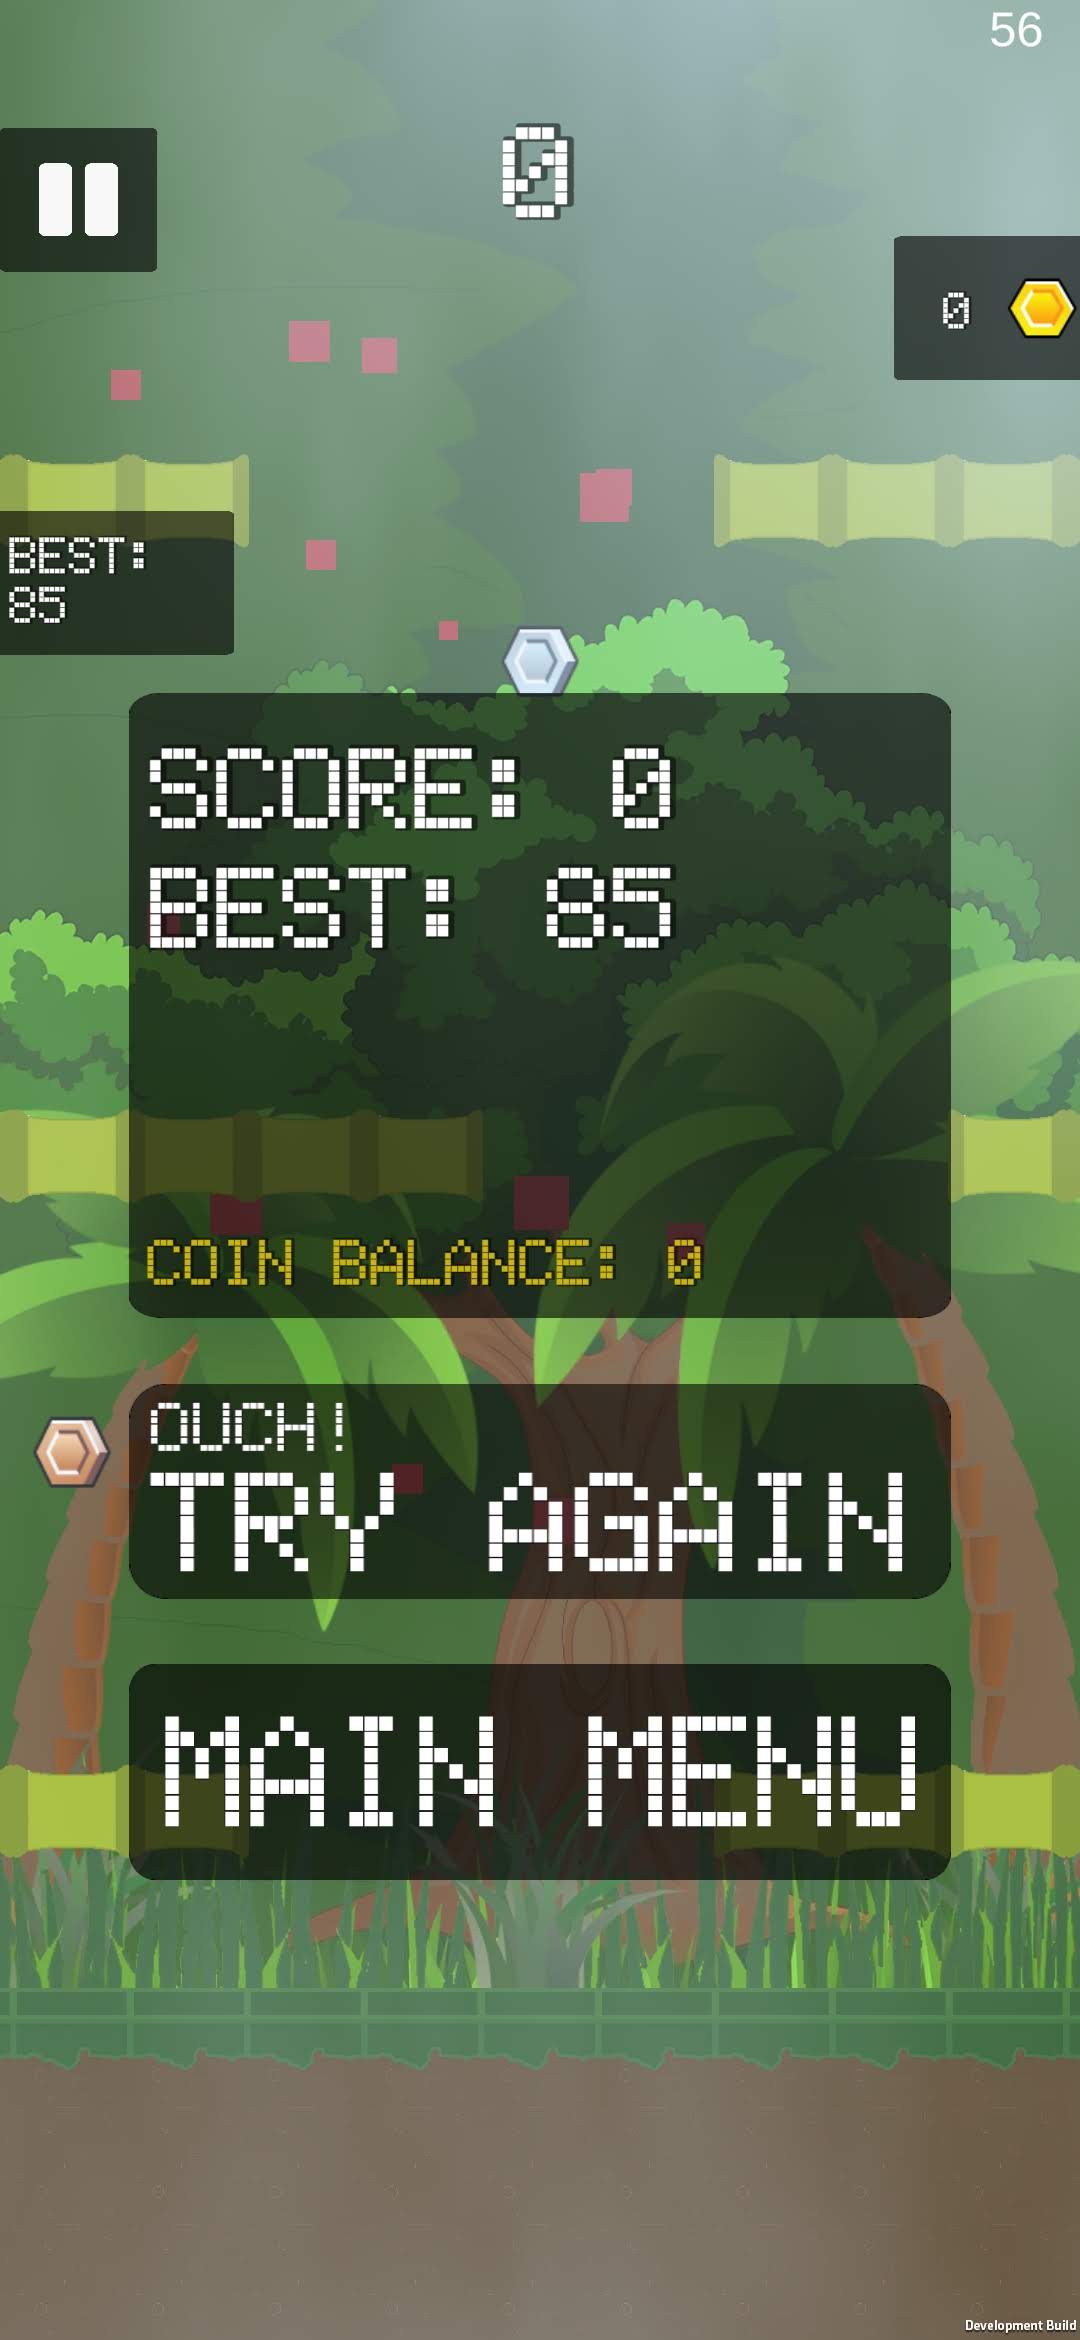 56
0
0
BEST:
85
SCORE: 0
BEST: 85
COIN BALANCE: 0
OUCH!
TRY AGAIN
MAIN MENU
Development Build